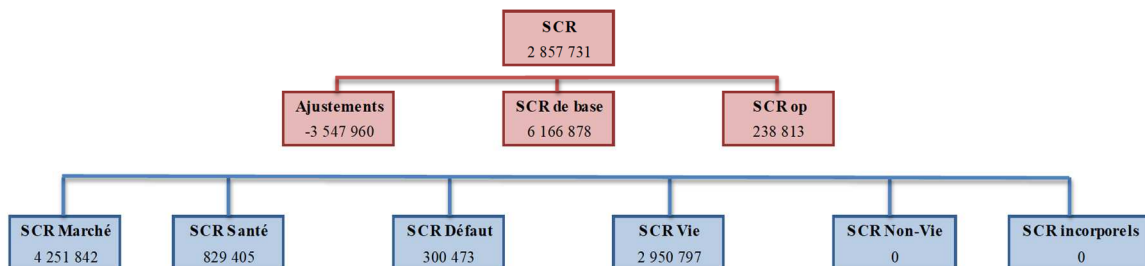 SCR
2 857 731
Ajustements
-3 547 960
SCR de base
6 166 878
SCR op
238 813
SCR Marché
4 251 842
SCR Santé
829 405
SCR Défaut
300 473
SCR Vie
2 950 797
SCR Non-Vie
0
SCR incorporels
0